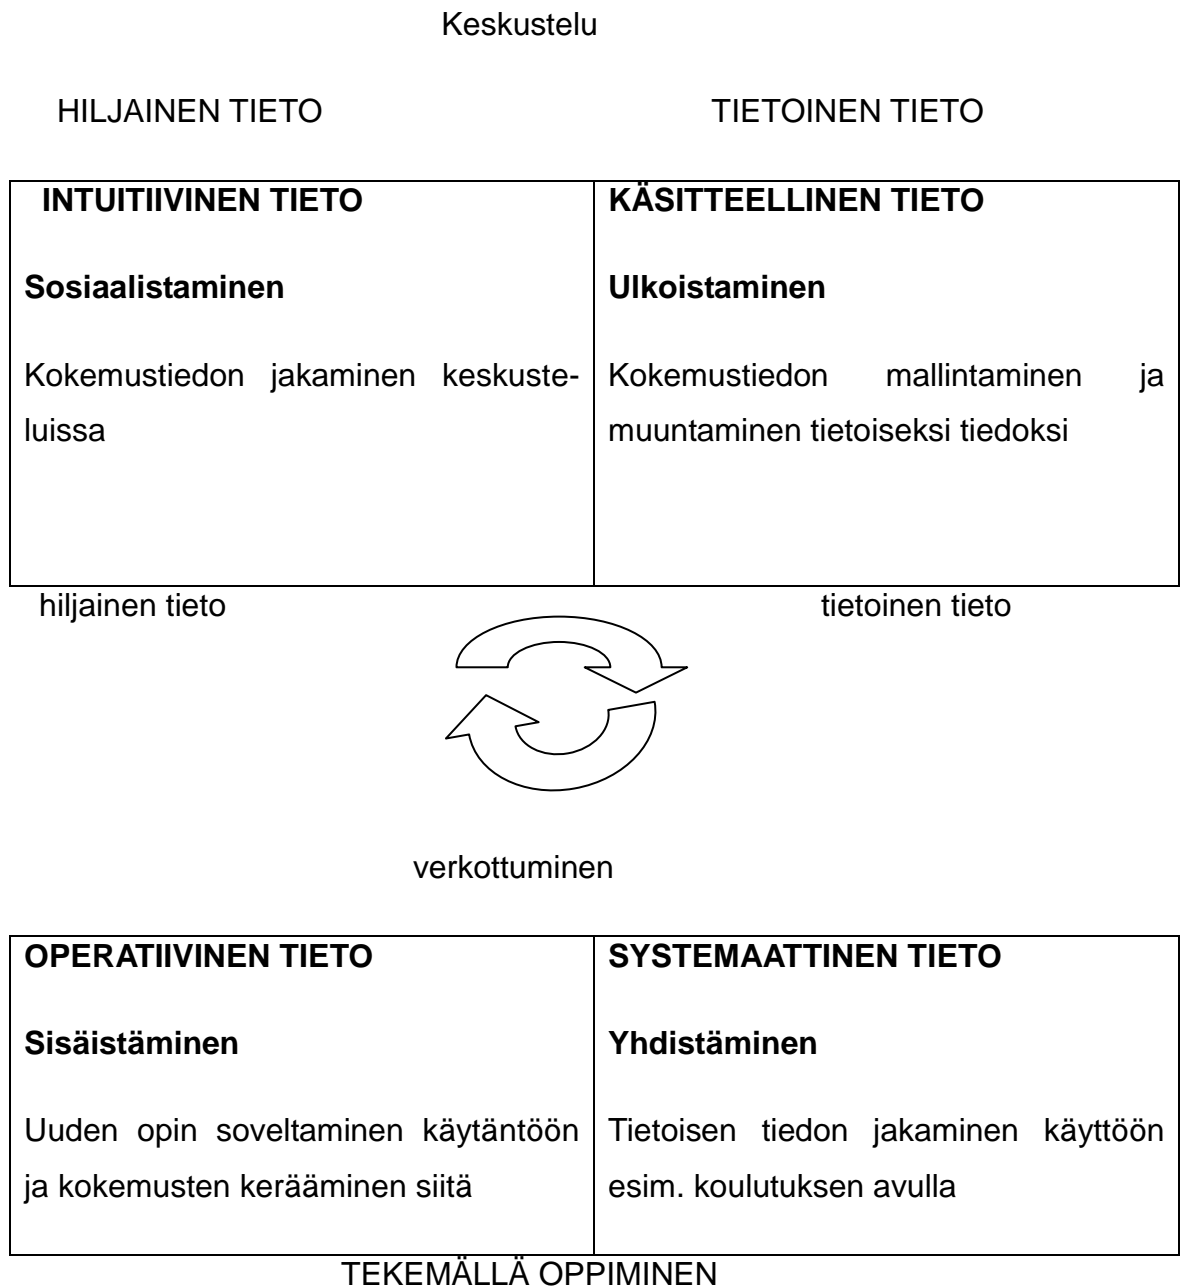 Keskustelu
HILJAINEN TIETO
TIETOINEN TIETO
INTUITIIVINEN TIETO
Sosiaalistaminen
Kokemustiedon jakaminen keskuste-
luissa
KÄSITTEELLINEN TIETO
Ulkoistaminen
Kokemustiedon mallintaminen ja
muuntaminen tietoiseksi tiedoksi
hiljainen tieto
tietoinen tieto
verkottuminen
OPERATIIVINEN TIETO
Sisäistäminen
Uuden opin soveltaminen käytäntöön
ja kokemusten kerääminen siitä
SYSTEMAATTINEN TIETO
Yhdistäminen
Tietoisen tiedon jakaminen käyttöön
esim. koulutuksen avulla
TEKEMÄLLÄ OPPIMINEN